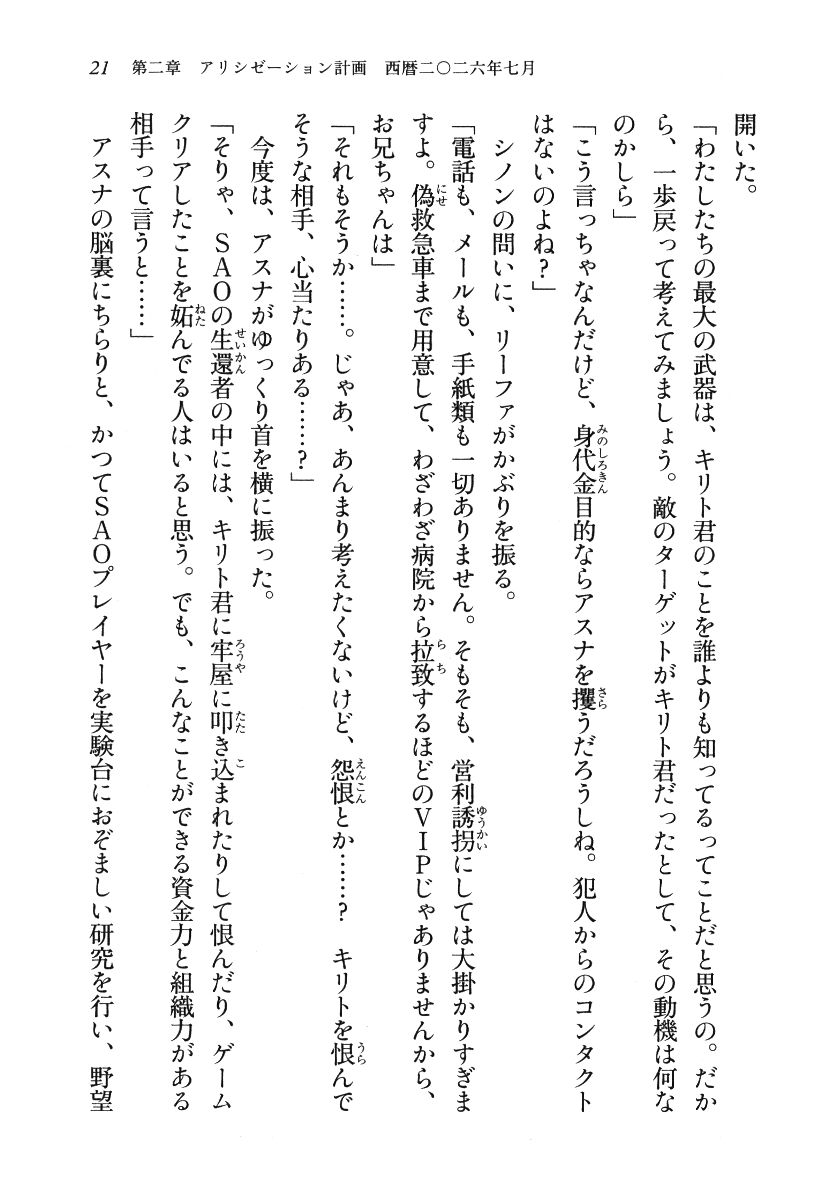 21　第二章　アリシゼーション計画　西暦二〇二六年七月
開いた。
「わたしたちの最大の武器は、キリト君のことを誰よりも知ってるってことだと思うの。だか
ら、一歩戻って考えてみましょう。敵のターゲットがキリト君だったとして、その動機は何な
のかしら」
「こう言っちゃなんだけど、身代金目的ならアスナを攫うだろうしね。犯人からのコンタクト
はないのよね？」
　シノンの問いに、リーファがかぶりを振る。
「電話も、メールも、手紙類も一切ありません。そもそも、営利誘拐にしては大掛かりすぎま
すよ。偽救急車まで用意して、わざわざ病院から拉致するほどのＶＩＰじゃありませんから、
お兄ちゃんは」
「それもそうか……。じゃあ、あんまり考えたくないけど、怨恨とか……？　キリトを恨んで
そうな相手、心当たりある……？」
　今度は、アスナがゆっくり首を横に振った。
「そりゃ、ＳＡＯの生還者の中には、キリト君に牢屋に叩き込まれたりして恨んだり、ゲーム
クリアしたことを妬んでる人はいると思う。でも、こんなことができる資金力と組織力がある
相手って言うと……」
　アスナの脳裏にちらりと、かつてＳＡＯプレイヤーを実験台におぞましい研究を行い、野望